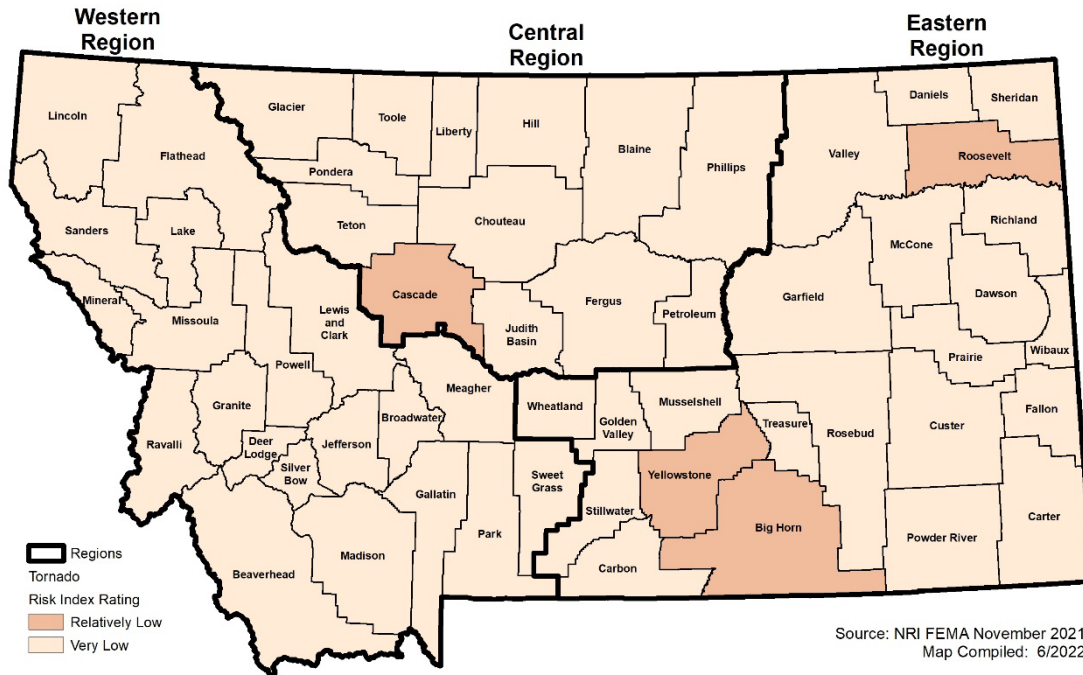 Western
Region
Central
Region
Eastern
Region
Lincoln
Flathead
Glacier
Toole
Liberty
Hill
Blaine
Phillips
Valley
Daniels
Sheridan
Roosevelt
Pondera
Teton
Chouteau
Richland
McCone
Sanders
Lake
Mineral
Missoula
Lewis
and
Clark
Cascade
Judith
Basin
Fergus
Petroleum
Garfield
Dawson
Wibaux
Prairie
Powell
Granite
Ravalli
Deer
Lodge
Silver
Bow
Jefferson
Broadwater
Meagher
Wheatland
Golden
Valley
Musselshell
Treasure
Rosebud
Custer
Fallon
Yellowstone
Sweet
Grass
Stillwater
Big Horn
Gallatin
Park
Madison
Beaverhead
Carbon
Powder River
Carter
Regions
Tornado
Risk Index Rating
Relatively Low
Very Low
Source: NRI FEMA November 2021
Map Compiled: 6/2022